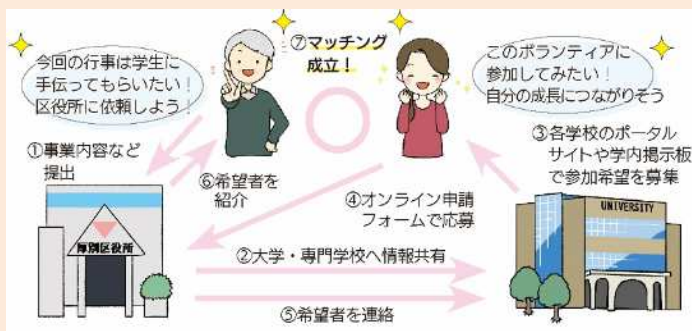 ⑦マッチング
成立！
今回の行事は学生に
手伝ってもらいたい！
区役所に依頼しよう！
このボランティアに
参加してみたい！
自分の成長につながりそう
①事業内容など
提出
⑥希望者を
紹介
③各学校のポータル
サイトや学内掲示板
で参加希望を募集
④オンライン申請
フォームで応募
厚別区役所
UNIVERSITY
②大学・専門学校へ情報共有
⑤希望者を連絡